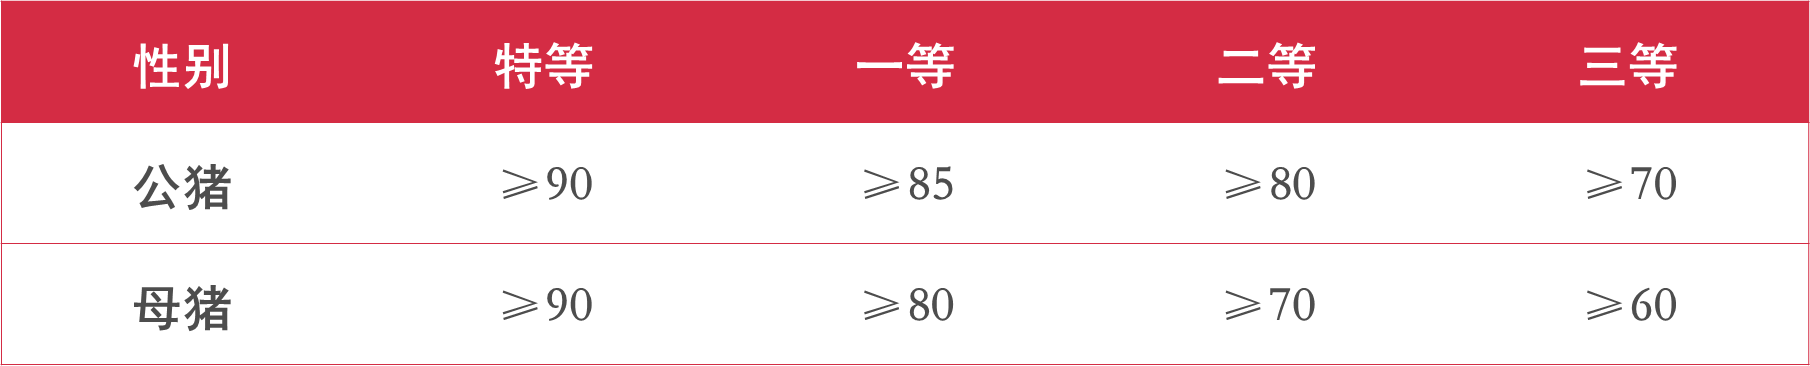 性别 特等 一等 二等 三等
公猪 ⩾90 ⩾85 ⩾80 ⩾70
母猪 ⩾90 ⩾80 ⩾70 ⩾60